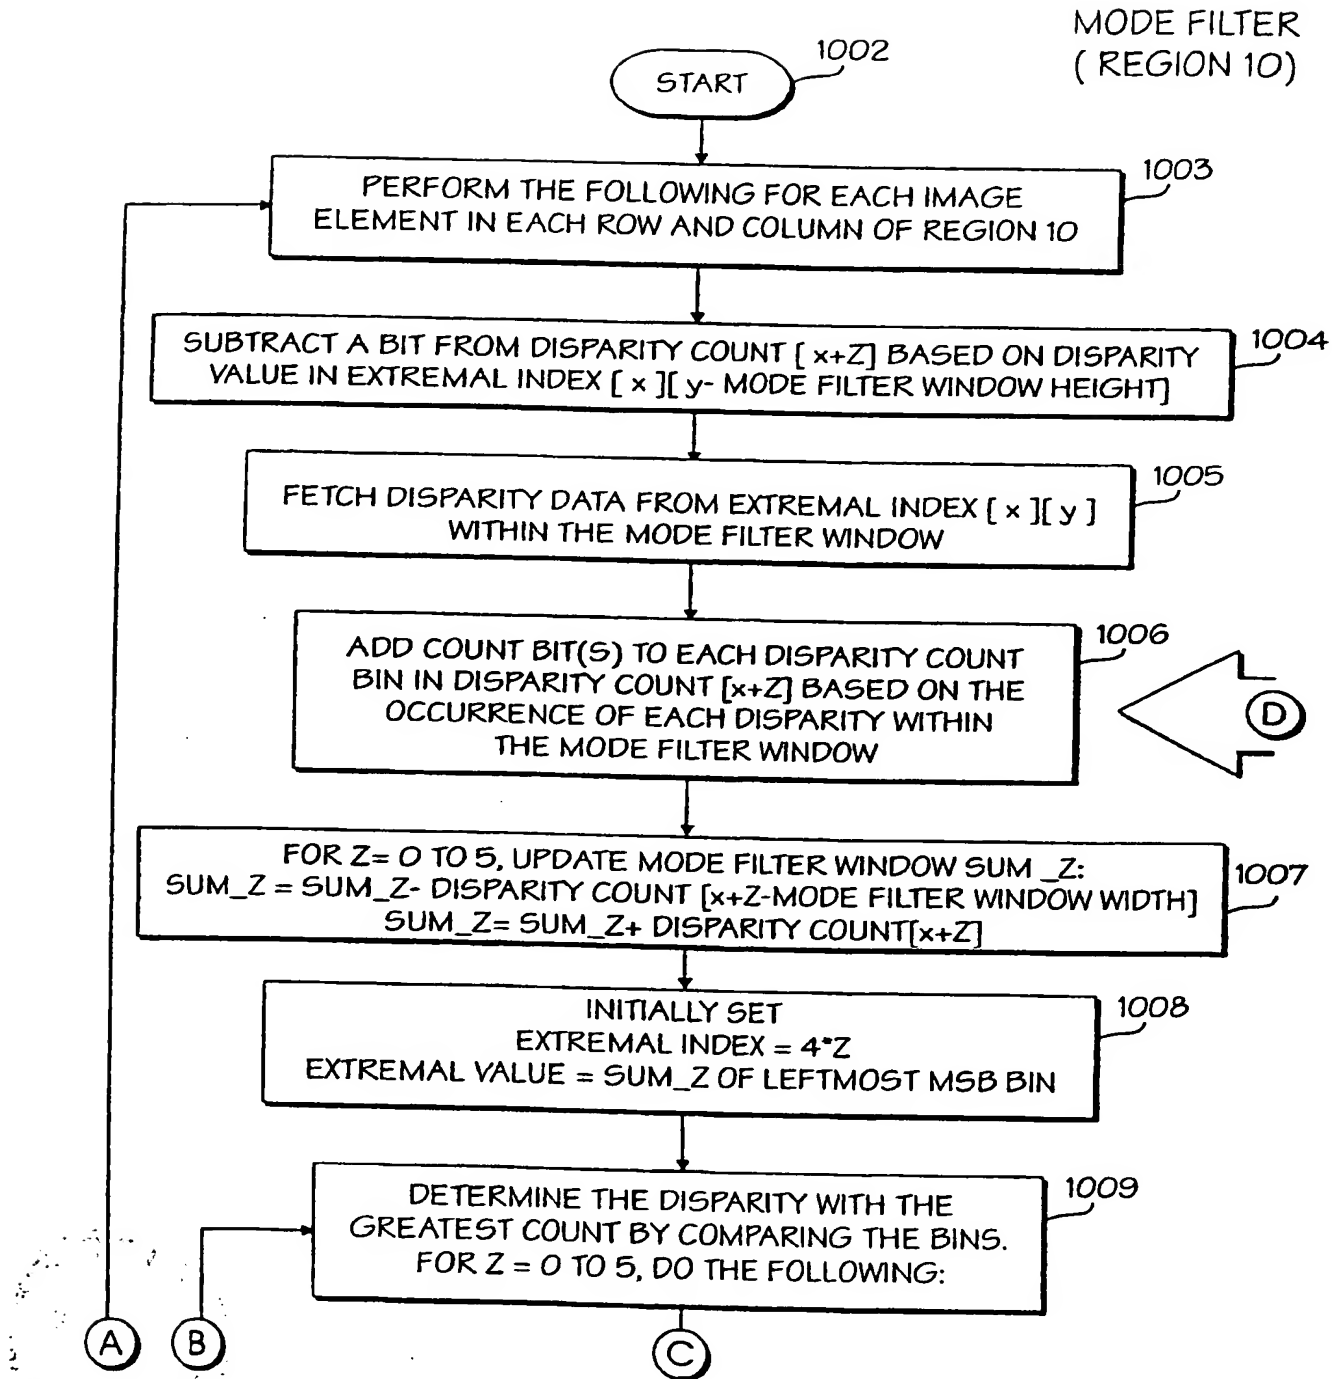 MODE FILTER
( REGION 10)
START
1002
1003
PERFORM THE FOLLOWING FOR EACH IMAGE
ELEMENT IN EACH ROW AND COLUMN OF REGION 10
1004
SUBTRACT A BIT FROM DISPARITY COUNT [ x+Z] BASED ON DISPARITY
VALUE IN EXTREMAL INDEX [ x ][ y- MODE FILTER WINDOW HEIGHT]
1005
FETCH DISPARITY DATA FROM EXTREMAL INDEX [ x ][ y ]
WITHIN THE MODE FILTER WINDOW
1006
ADD COUNT BIT(S) TO EACH DISPARITY COUNT
BIN IN DISPARITY COUNT [x+Z] BASED ON THE
OCCURRENCE OF EACH DISPARITY WITHIN
THE MODE FILTER WINDOW
D
1007
FOR Z= 0 TO 5, UPDATE MODE FILTER WINDOW SUM _Z:
SUM_Z = SUM_Z- DISPARITY COUNT [x+Z-MODE FILTER WINDOW WIDTH]
SUM_Z= SUM_Z+ DISPARITY COUNT[x+Z]
1008
INITIALLY SET
EXTREMAL INDEX = 4*Z
EXTREMAL VALUE = SUM_Z OF LEFTMOST MSB BIN
1009
DETERMINE THE DISPARITY WITH THE
GREATEST COUNT BY COMPARING THE BINS.
FOR Z = 0 TO 5, DO THE FOLLOWING:
A
B
C